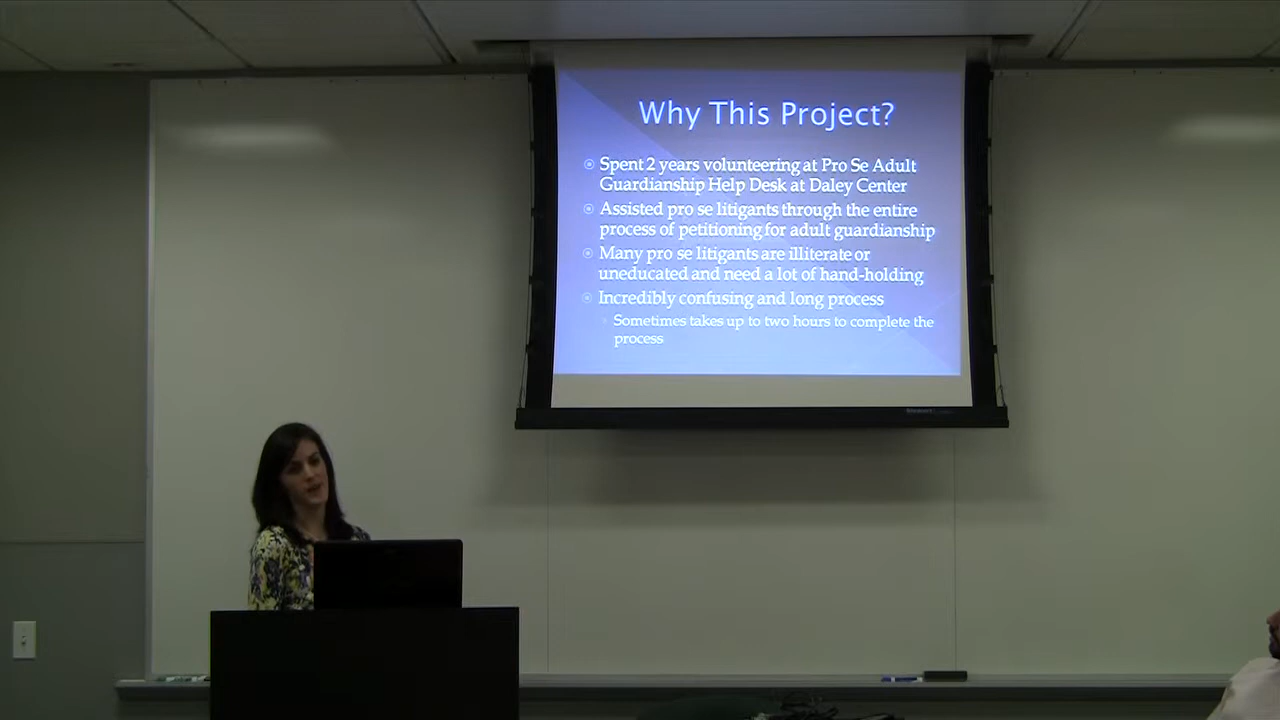 Why This Project?
Spent 2 years volunteering at Pro Se Adult
Guardianship Help Desk at Daley Center
Assisted pro se litigants through the entire
process of petitioning for adult guardianship
Many pro se litigants are illiterate or
uneducated and need a lot of hand-holding
Incredibly confusing and long process
Sometimes takes up to two hours to complete the
process